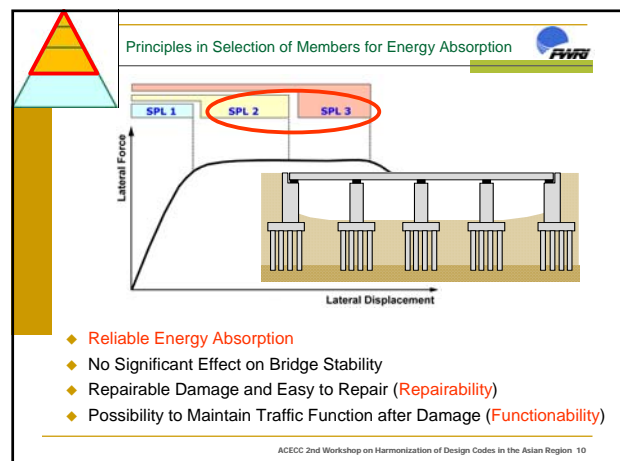 Principles in Selection of Members for Energy Absorption
PWRI
SPL 1 SPL 2 SPL 3
Lateral Force
Lateral Displacement
Reliable Energy Absorption
No Significant Effect on Bridge Stability
Repairable Damage and Easy to Repair (Repairability)
Possibility to Maintain Traffic Function after Damage (Functionability)
ACECC 2nd Workshop on Harmonization of Design Codes in the Asian Region 10